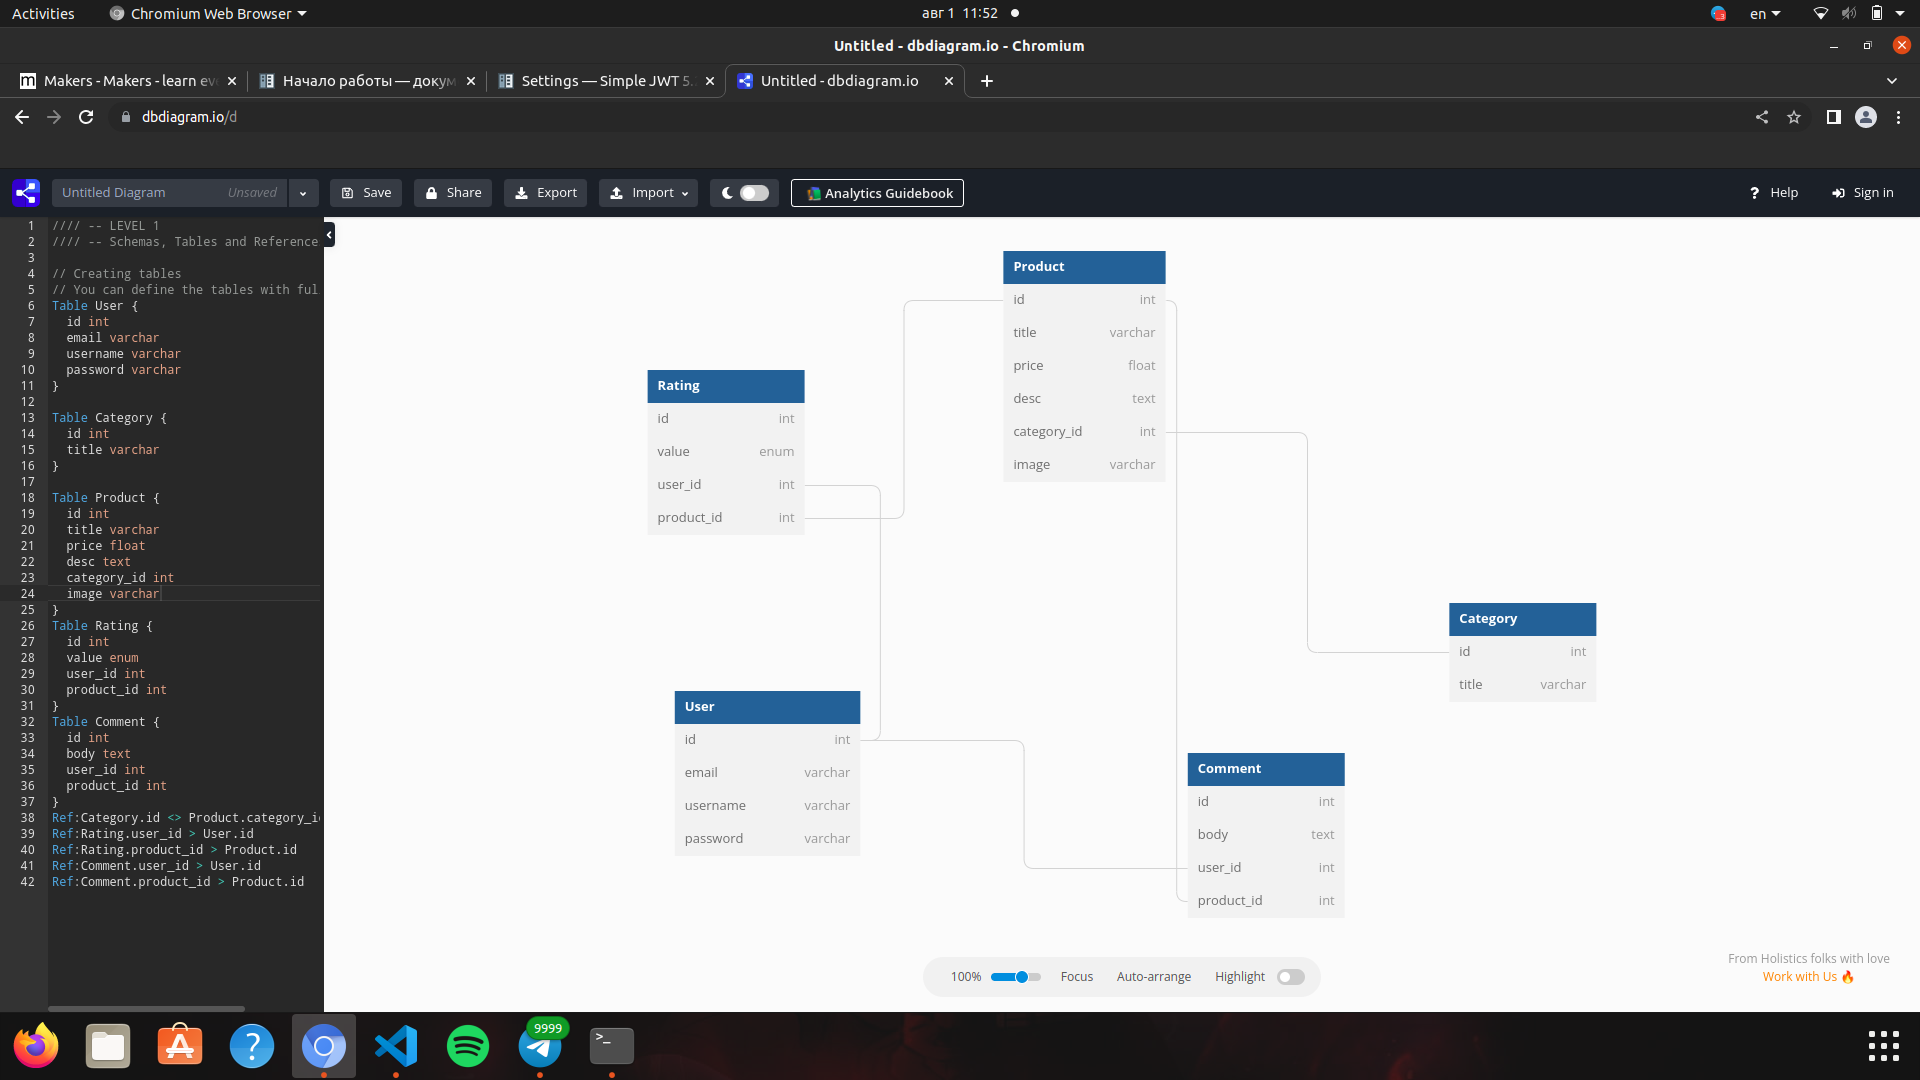 Activities
Chromium Web Browser
авг 1 11:52
en
Untitled - dbdiagram.io - Chromium
Makers - Makers - learn eve
Начало работы — докум
Settings — Simple JWT 5.
Untitled - dbdiagram.io
dbdiagram.io/d
Untitled Diagram
Unsaved
Save
Share
Export
Import
Analytics Guidebook
Help
Sign in
1 //// -- LEVEL 1
2 //// -- Schemas, Tables and Reference
3
4 // Creating tables
5 // You can define the tables with ful
6 Table User {
7 id int
8 email varchar
9 username varchar
10 password varchar
11 }
12
13 Table Category {
14 id int
15 title varchar
16 }
17
18 Table Product {
19 id int
20 title varchar
21 price float
22 desc text
23 category_id int
24 image varchar
25 }
26 Table Rating {
27 id int
28 value enum
29 user_id int
30 product_id int
31 }
32 Table Comment {
33 id int
34 body text
35 user_id int
36 product_id int
37 }
38 Ref:Category.id <> Product.category_i
39 Ref:Rating.user_id > User.id
40 Ref:Rating.product_id > Product.id
41 Ref:Comment.user_id > User.id
42 Ref:Comment.product_id > Product.id
Product
id int
title varchar
price float
desc text
category_id int
image varchar
Rating
id int
value enum
user_id int
product_id int
Category
id int
title varchar
User
id int
email varchar
username varchar
password varchar
Comment
id int
body text
user_id int
product_id int
100%
Focus
Auto-arrange
Highlight
From Holistics folks with love
Work with Us
9999